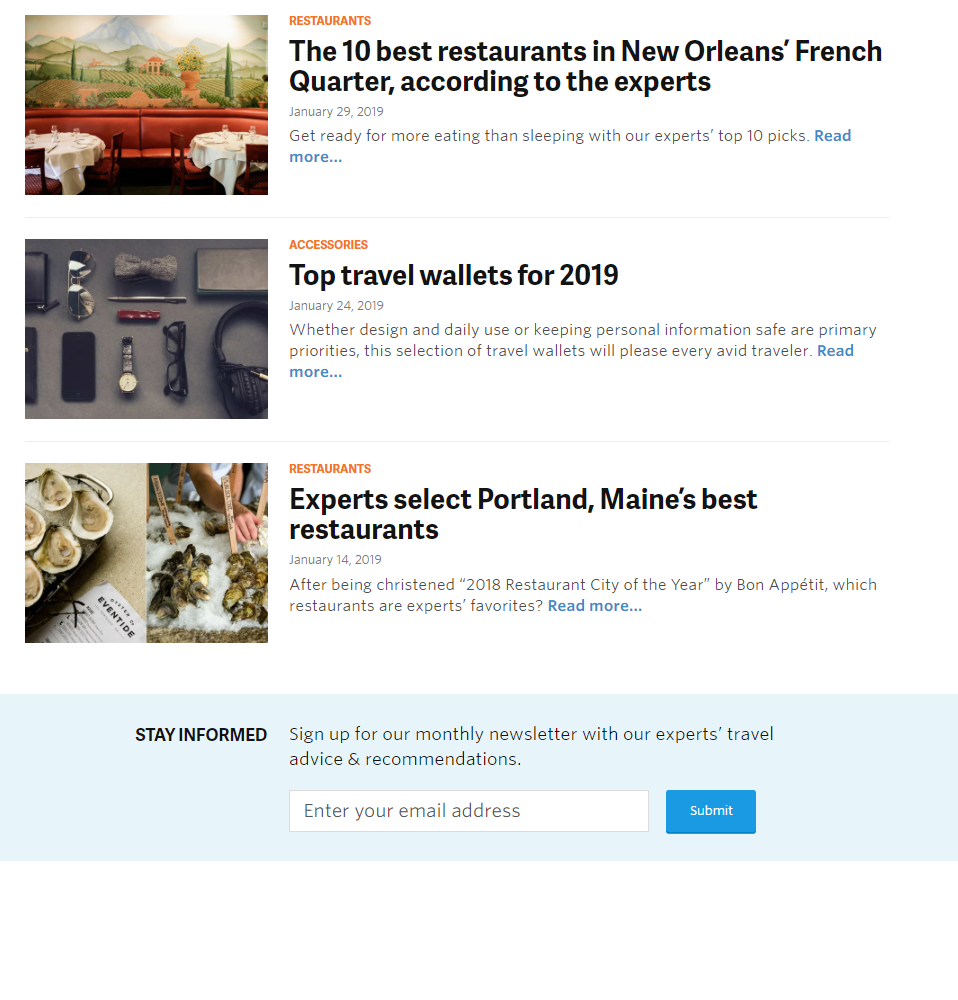 RESTAURANTS
The 10 best restaurants in New Orleans’ French
Quarter, according to the experts
January 29, 2019
Get ready for more eating than sleeping with our experts’ top 10 picks. Read
more...
ACCESSORIES
Top travel wallets for 2019
January 24, 2019
Whether design and daily use or keeping personal information safe are primary
priorities, this selection of travel wallets will please every avid traveler. Read
more...
RESTAURANTS
Experts select Portland, Maine’s best
restaurants
January 14, 2019
After being christened “2018 Restaurant City of the Year” by Bon Appétit, which
restaurants are experts’ favorites? Read more...
OYSTER Co
EVENTIDE
STAY INFORMED
Sign up for our monthly newsletter with our experts’ travel
advice & recommendations.
Enter your email address
Submit